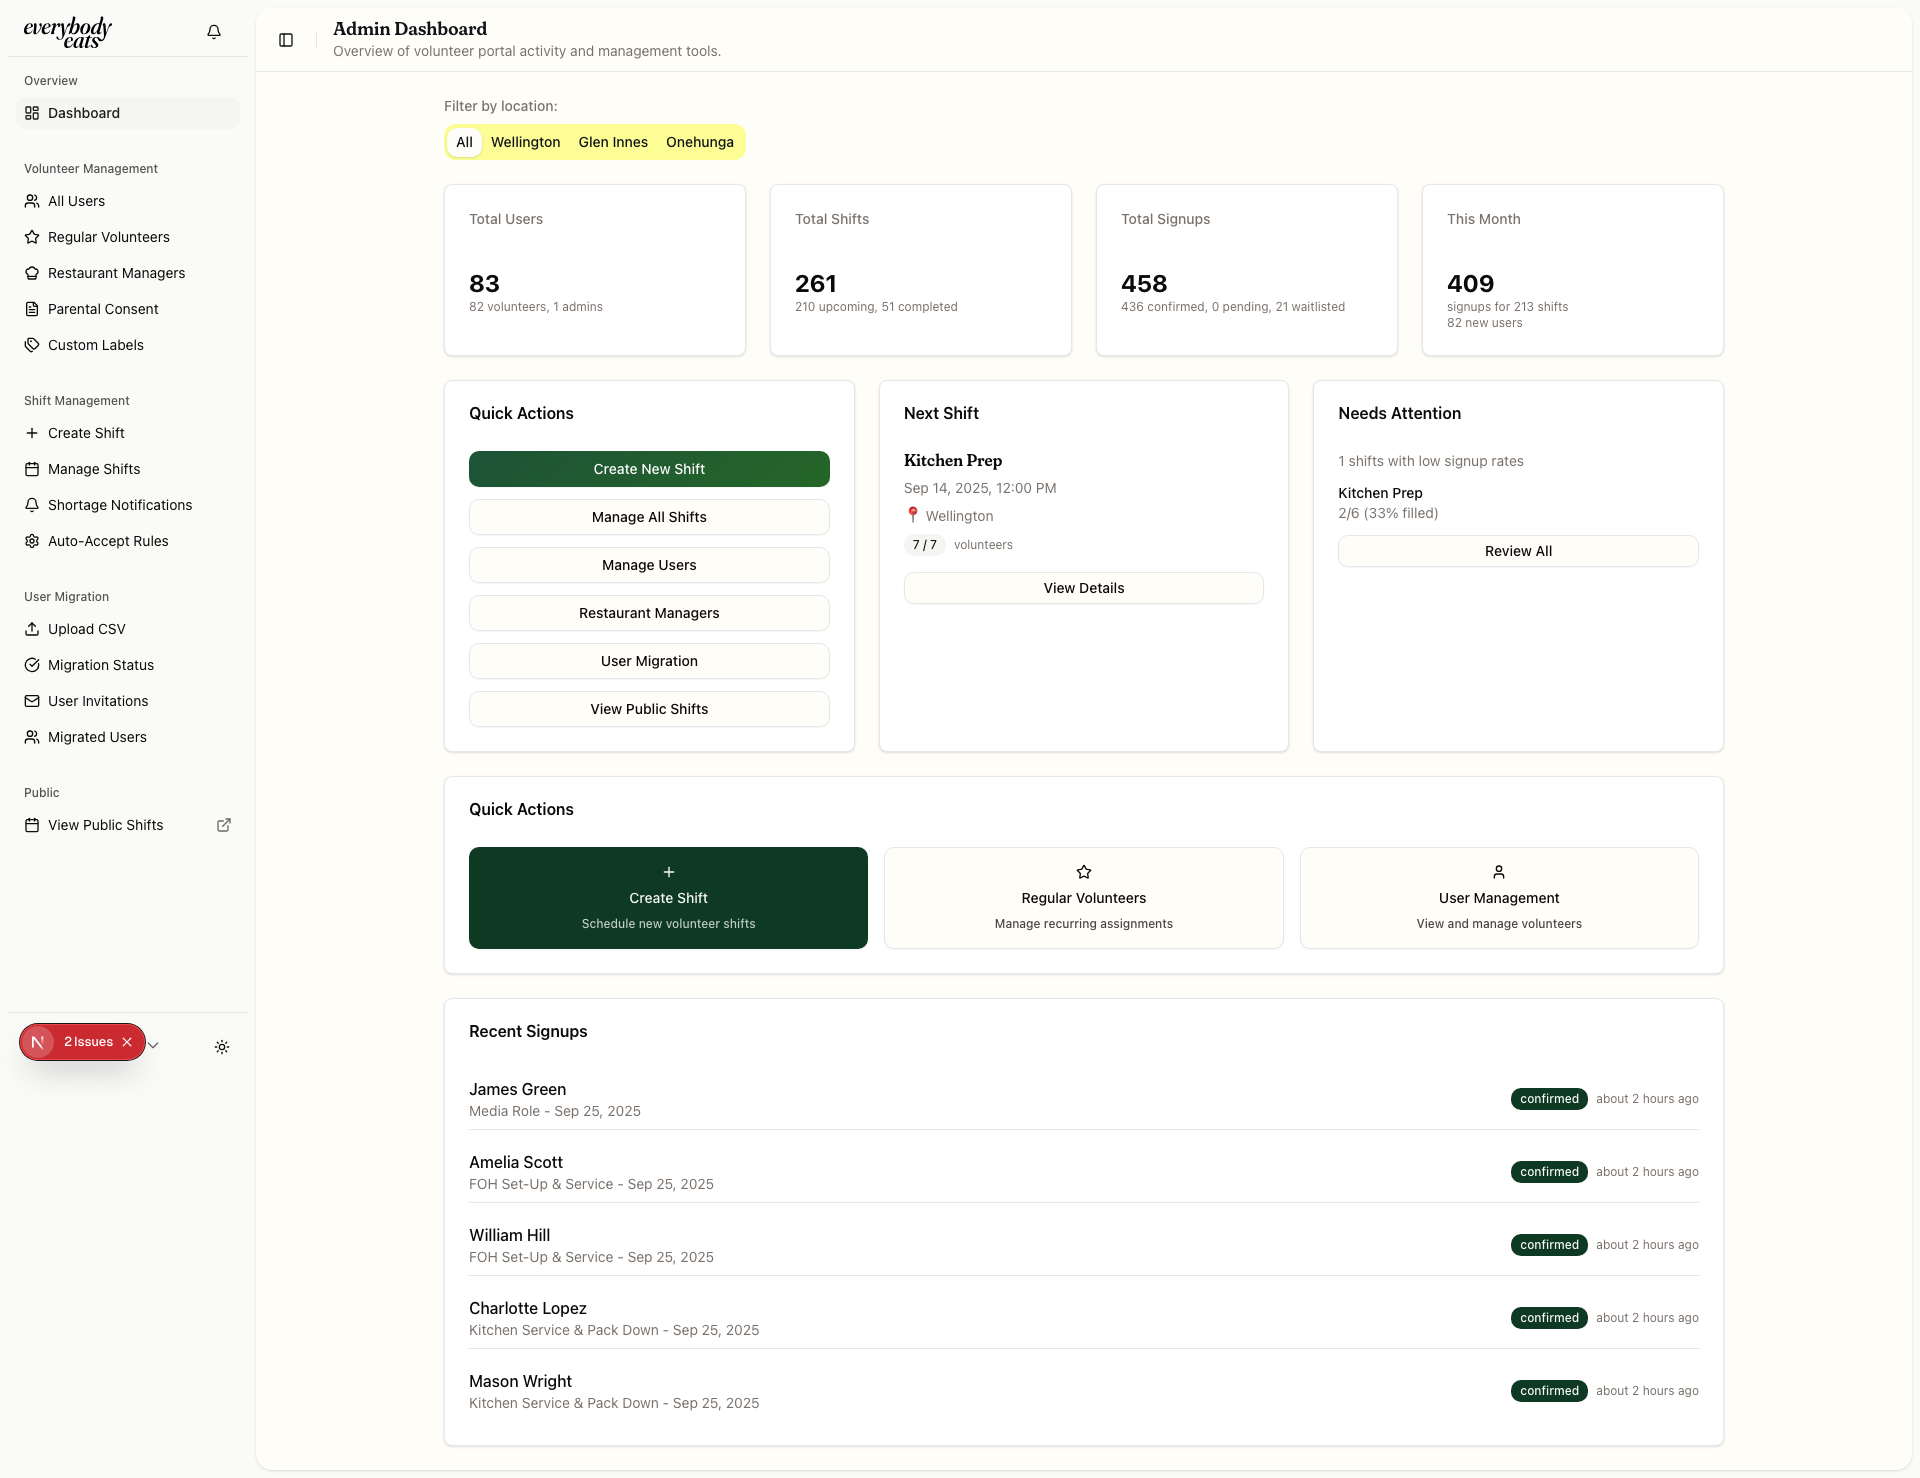 everybody
eats
Overview
Dashboard
Volunteer Management
All Users
Regular Volunteers
Restaurant Managers
Parental Consent
Custom Labels
Shift Management
Create Shift
Manage Shifts
Shortage Notifications
Auto-Accept Rules
User Migration
Upload CSV
Migration Status
User Invitations
Migrated Users
Public
View Public Shifts
N 2 Issues
Admin Dashboard
Overview of volunteer portal activity and management tools.
Filter by location:
All Wellington Glen Innes Onehunga
Total Users
83
82 volunteers, 1 admins
Total Shifts
261
210 upcoming, 51 completed
Total Signups
458
436 confirmed, 0 pending, 21 waitlisted
This Month
409
signups for 213 shifts
82 new users
Quick Actions
Create New Shift
Manage All Shifts
Manage Users
Restaurant Managers
User Migration
View Public Shifts
Next Shift
Kitchen Prep
Sep 14, 2025, 12:00 PM
Wellington
7 / 7 volunteers
View Details
Needs Attention
1 shifts with low signup rates
Kitchen Prep
2/6 (33% filled)
Review All
Quick Actions
Create Shift
Schedule new volunteer shifts
Regular Volunteers
Manage recurring assignments
User Management
View and manage volunteers
Recent Signups
James Green
Media Role - Sep 25, 2025
confirmed about 2 hours ago
Amelia Scott
FOH Set-Up & Service - Sep 25, 2025
confirmed about 2 hours ago
William Hill
FOH Set-Up & Service - Sep 25, 2025
confirmed about 2 hours ago
Charlotte Lopez
Kitchen Service & Pack Down - Sep 25, 2025
confirmed about 2 hours ago
Mason Wright
Kitchen Service & Pack Down - Sep 25, 2025
confirmed about 2 hours ago